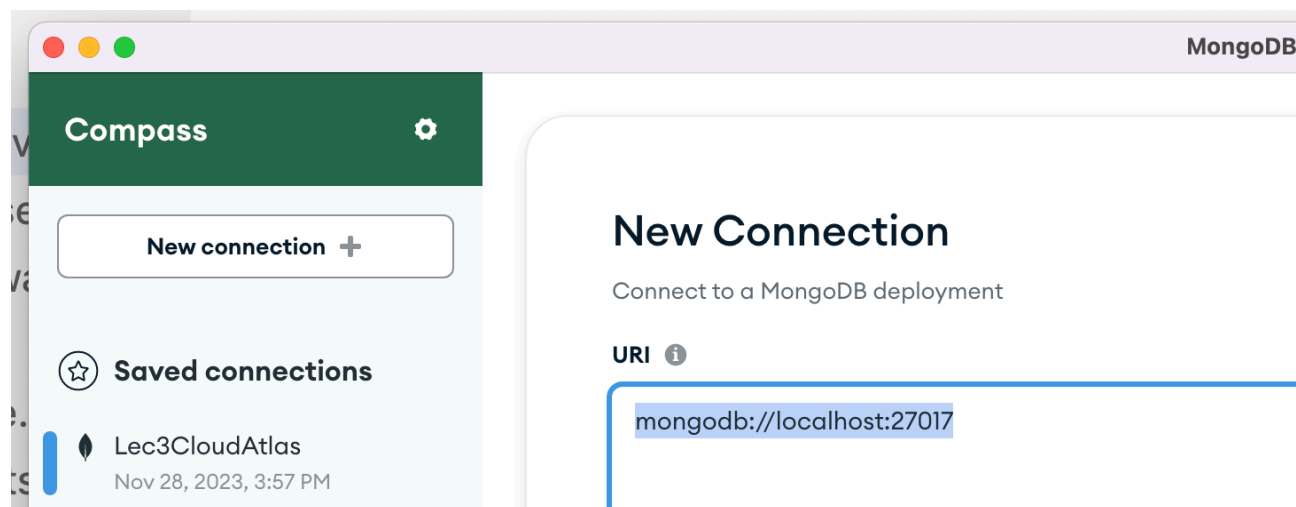 MongoDB
Compass
New connection +
Saved connections
Lec3CloudAtlas
Nov 28, 2023, 3:57 PM
New Connection
Connect to a MongoDB deployment
URI
mongodb://localhost:27017